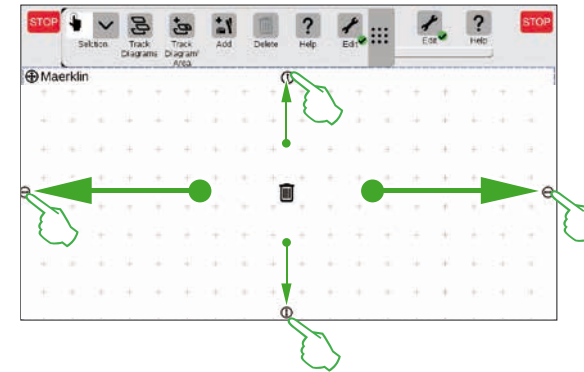 STOP
Selction
Track
Diagrams
Track
Diagram/
Area
Add
Delete
Help
Edit
Edit
Help
STOP
Maerklin